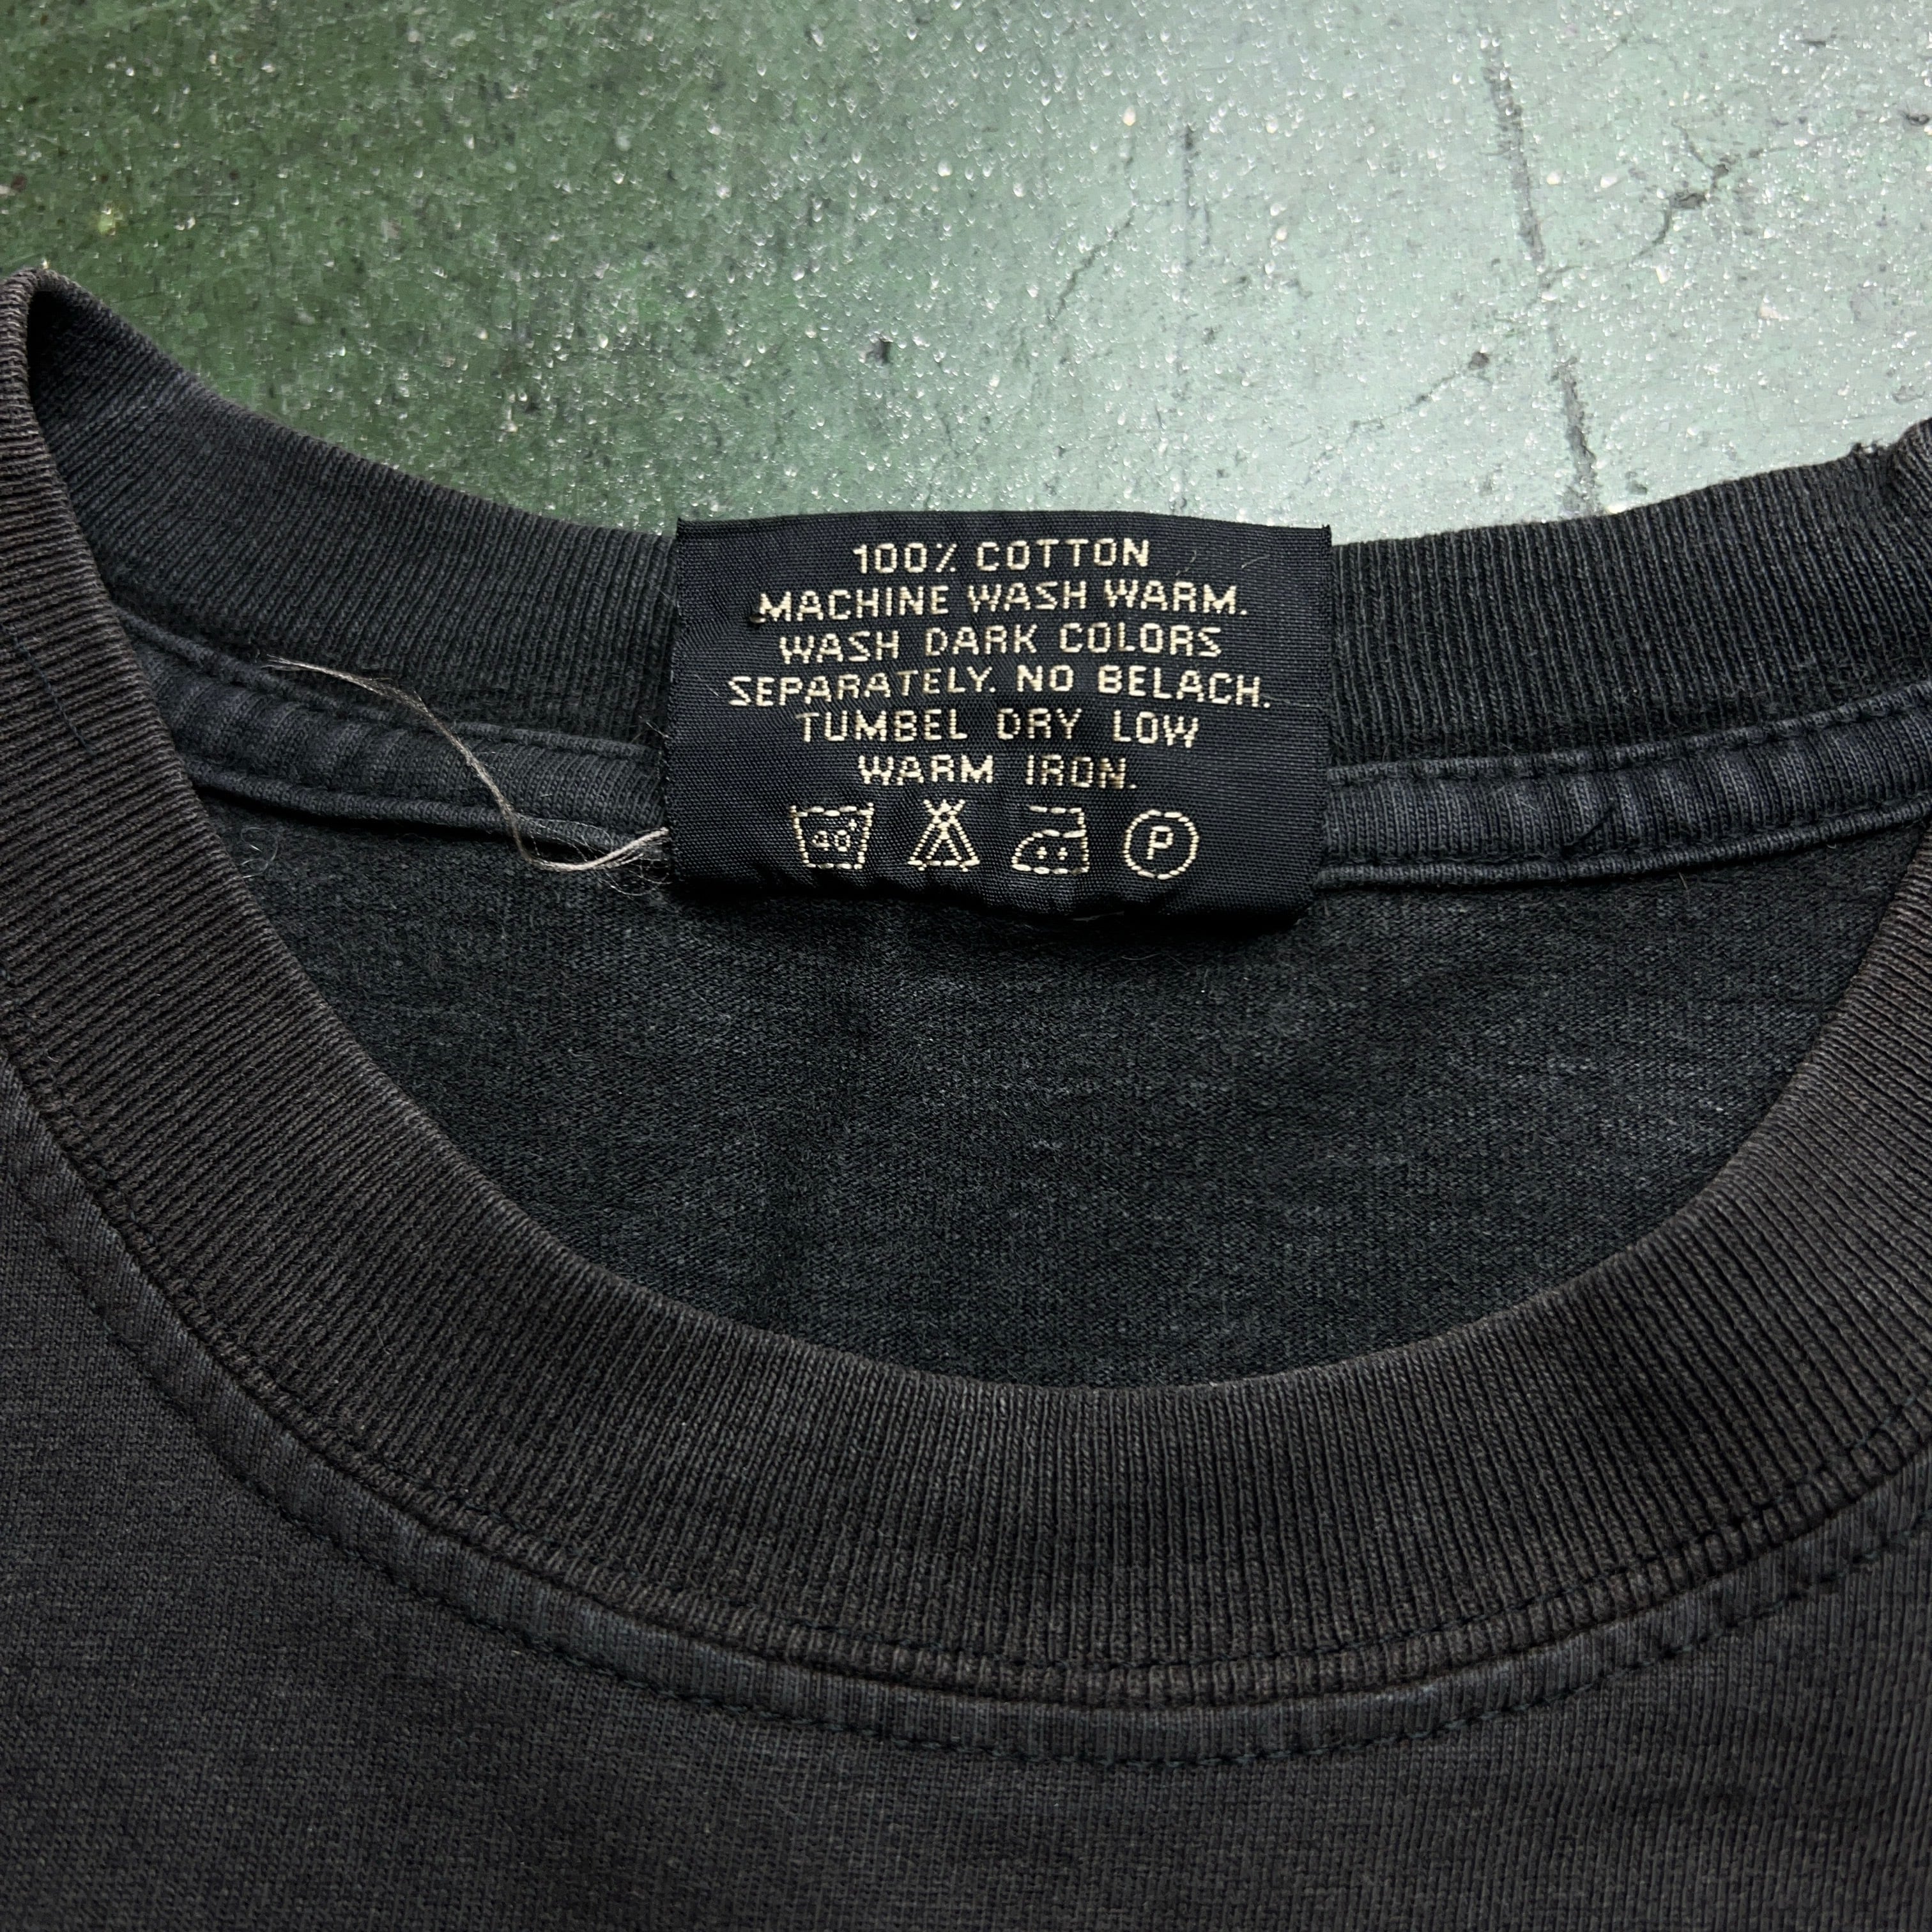 100% COTTON
MACHINE WASH WARM.
WASH DARK COLORS
SEPARATELY. NO BELACH.
TUMBEL DRY LOW
WARM IRON.
40° P